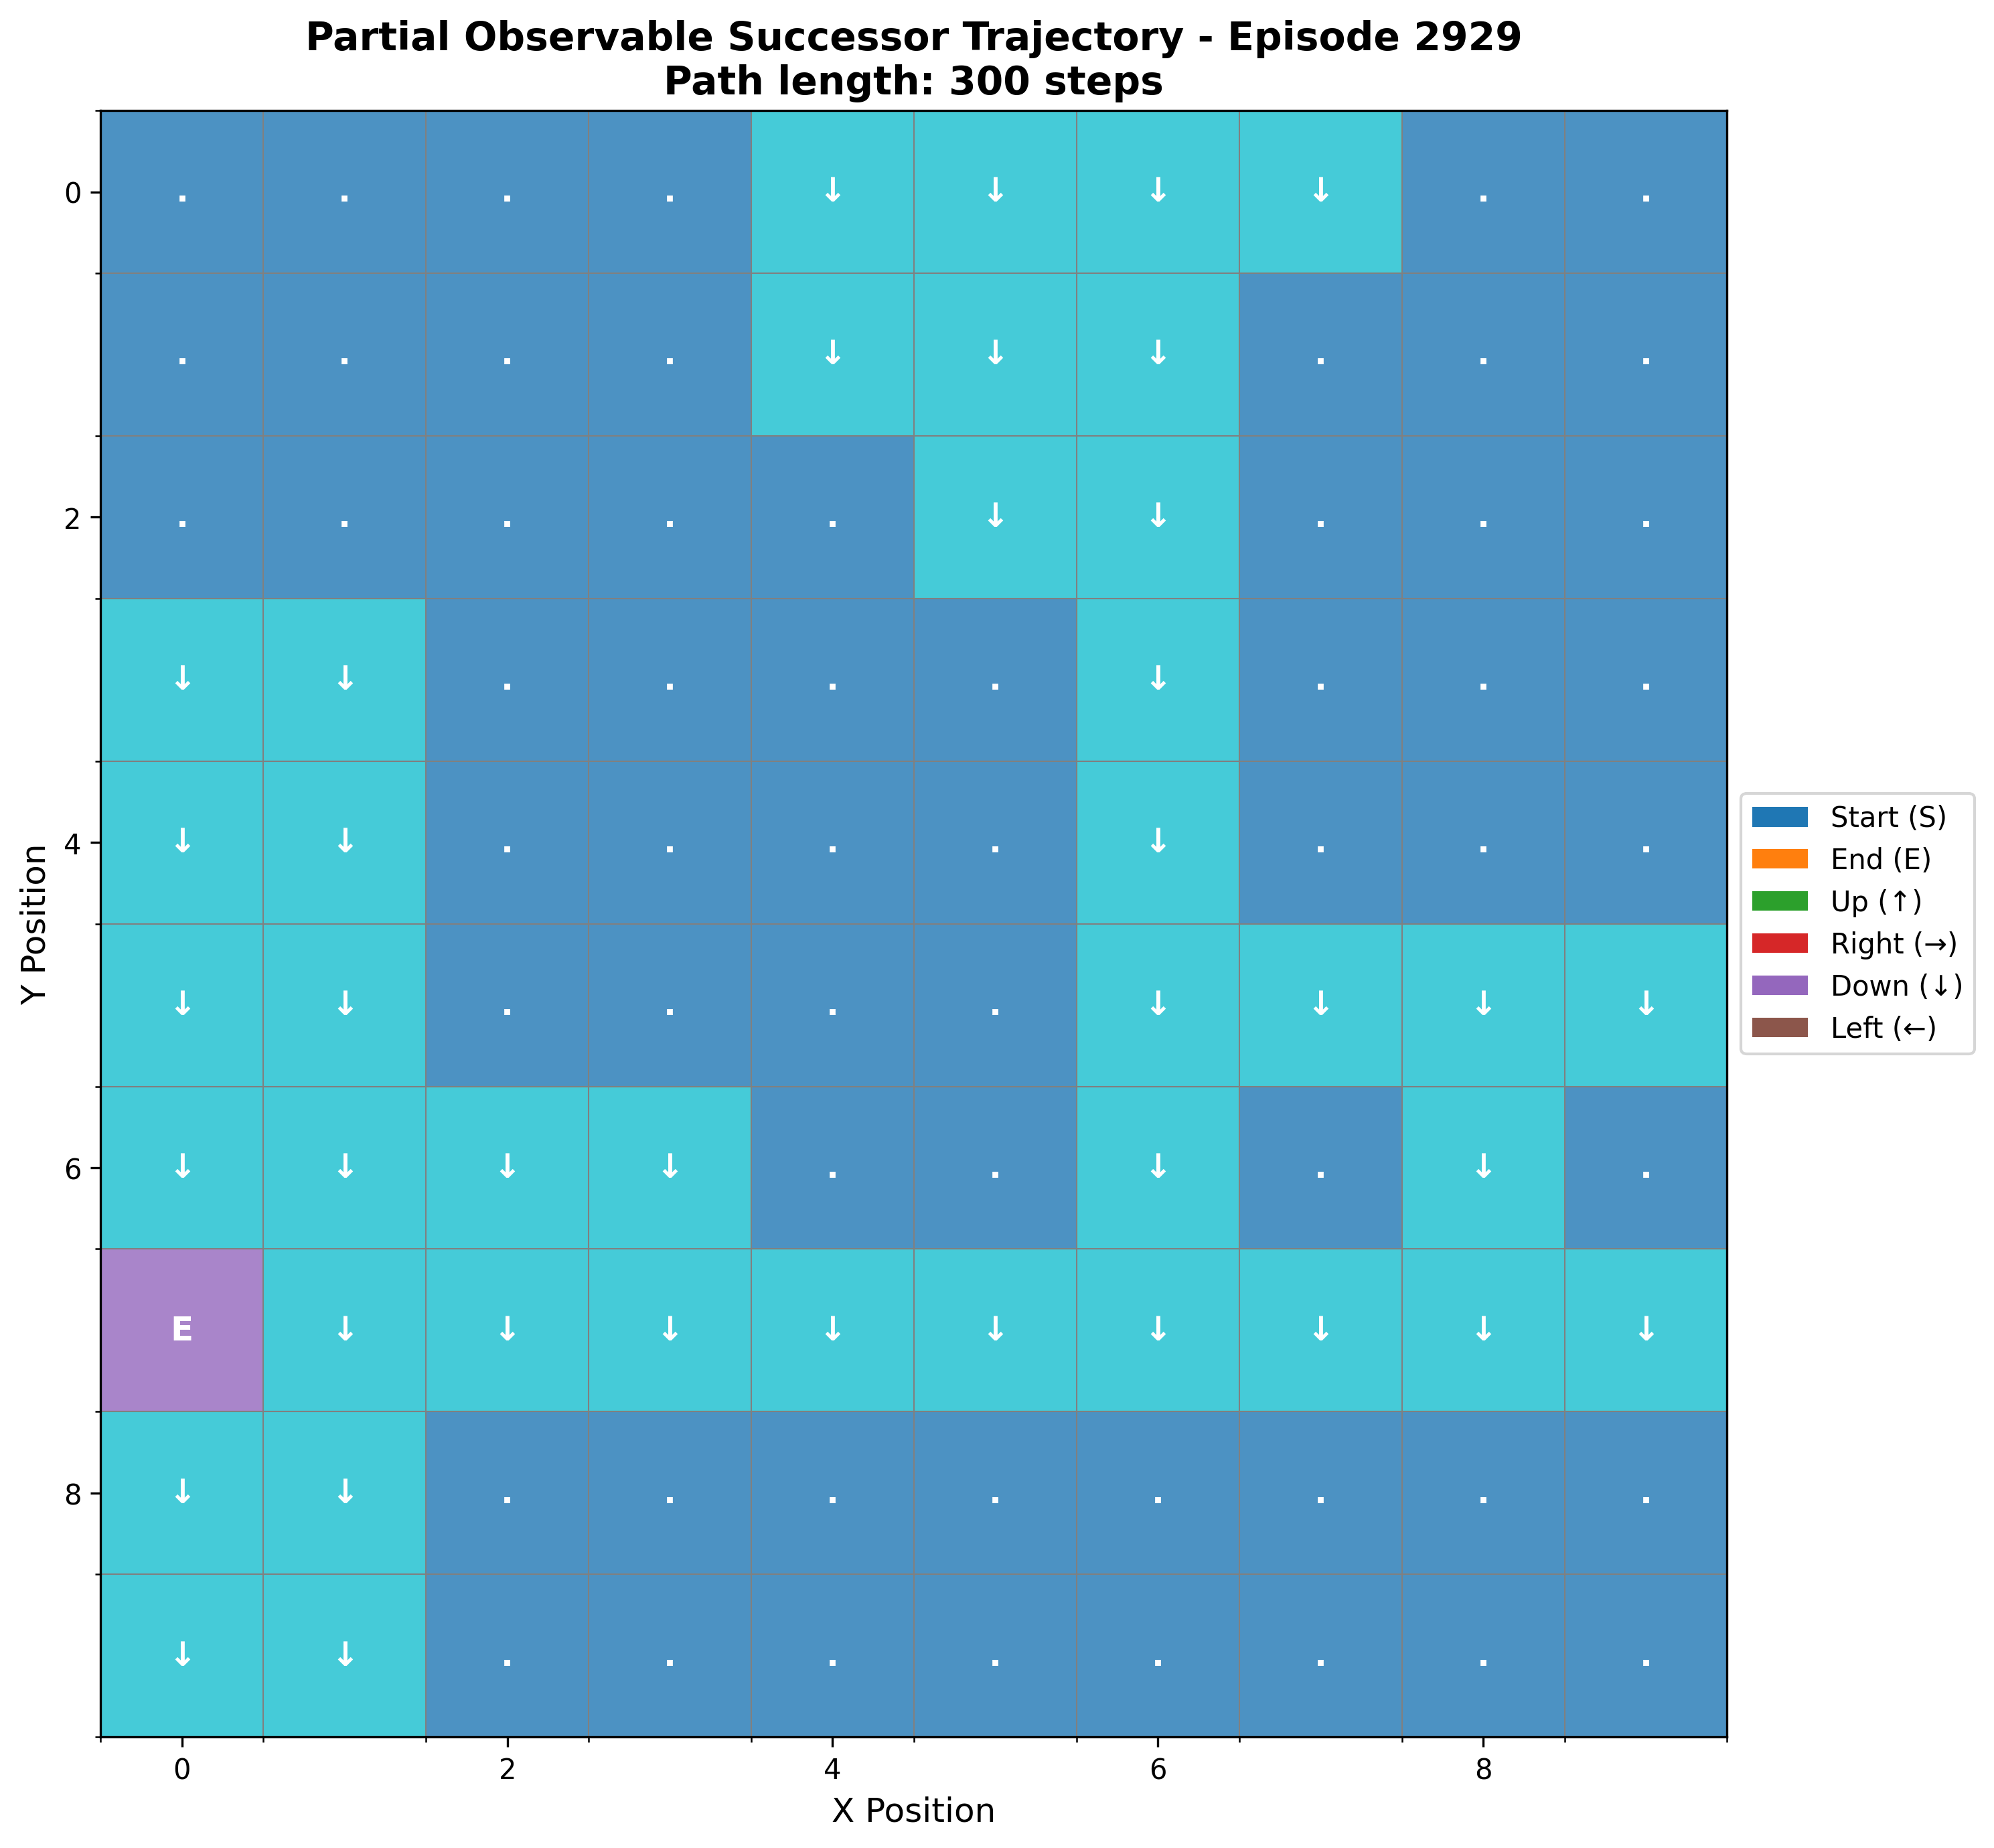 Partial Observable Successor Trajectory - Episode 2929
Path length: 300 steps
0 . . . . ↓ ↓ ↓ ↓ . .
. . . . ↓ ↓ ↓ . . .
2 . . . . . ↓ ↓ . . .
↓ ↓ . . . . ↓ . . .
4 ↓ ↓ . . . . ↓ . . .
↓ ↓ . . . . ↓ ↓ ↓ ↓
6 ↓ ↓ ↓ ↓ . . ↓ . ↓ .
E ↓ ↓ ↓ ↓ ↓ ↓ ↓ ↓ ↓
8 ↓ ↓ . . . . . . . .
↓ ↓ . . . . . . . .
0 2 4 6 8
X Position
Y Position
Start (S)
End (E)
Up (↑)
Right (→)
Down (↓)
Left (←)